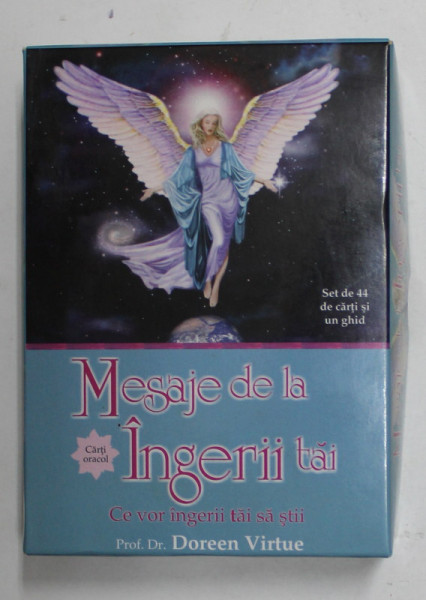 Set de 44
de cărți și
un ghid
Mesaje de la
Cărți
oracol
Îngerii tăi
Ce vor îngerii tăi să știi
Prof. Dr. Doreen Virtue